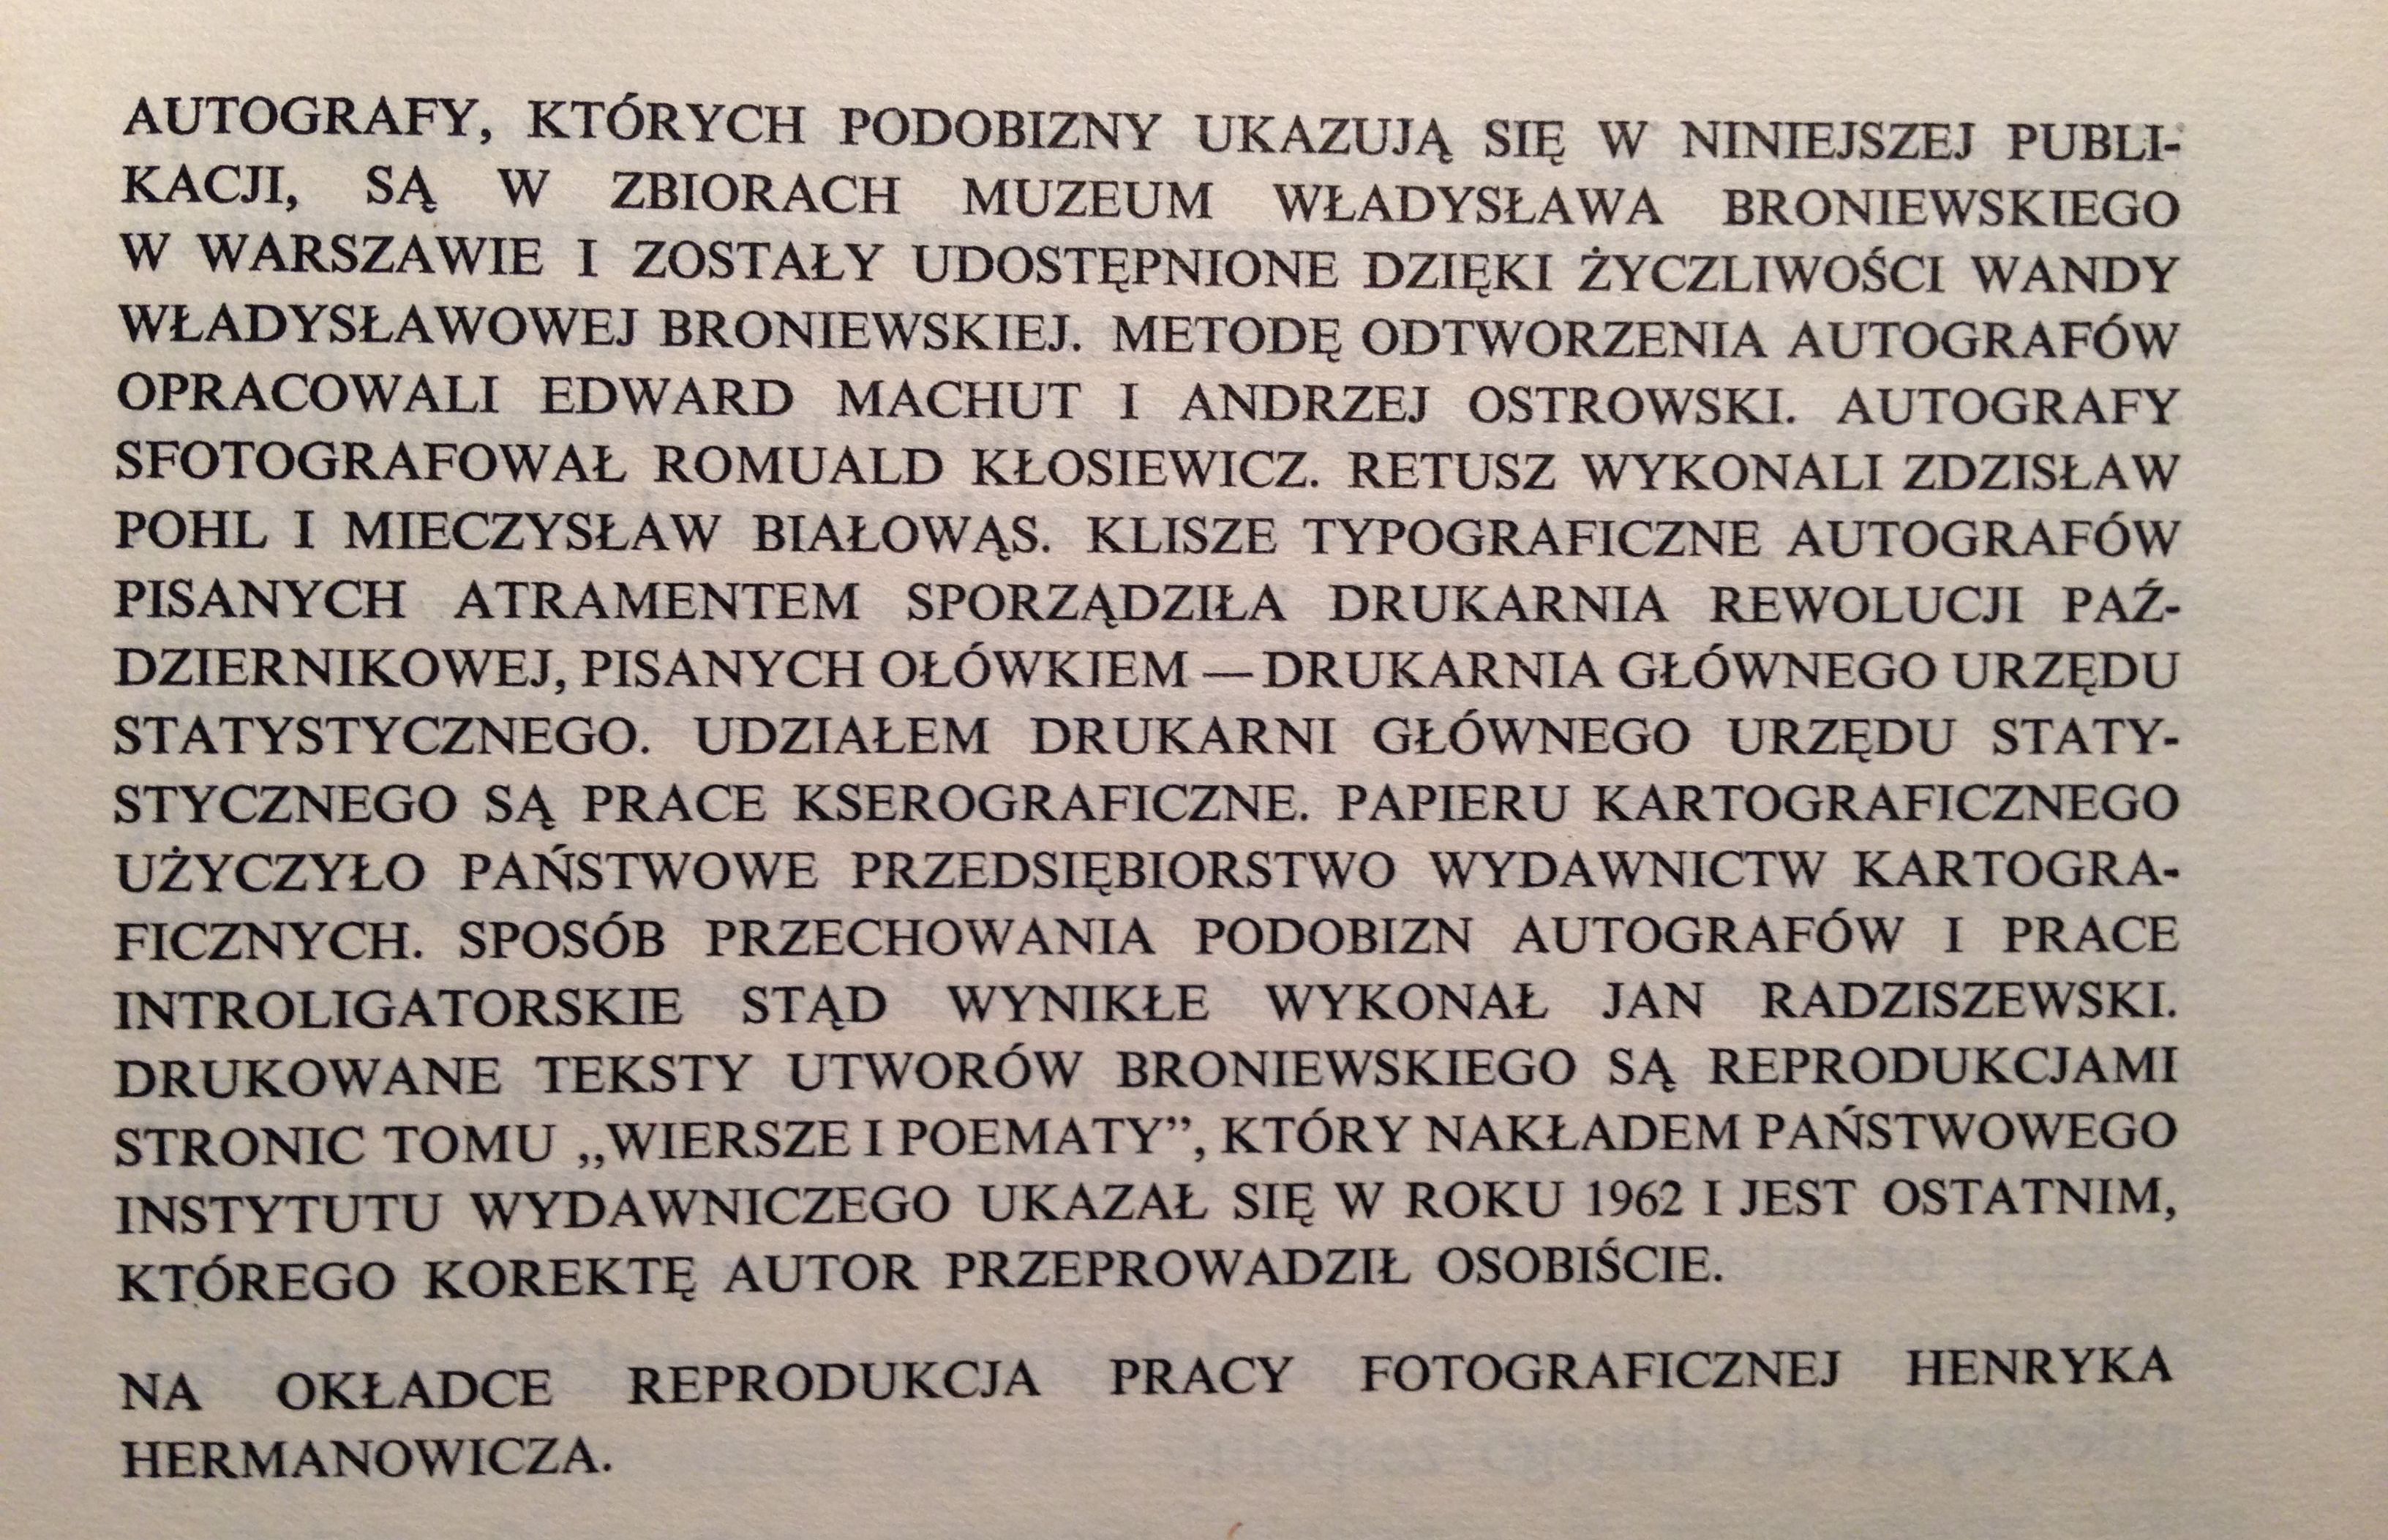 AUTOGRAFY, KTÓRYCH PODOBIZNY UKAZUJĄ SIĘ W NINIEJSZEJ PUBLI-
KACJI, SĄ W ZBIORACH MUZEUM WŁADYSŁAWA BRONIEWSKIEGO
W WARSZAWIE I ZOSTAŁY UDOSTĘPNIONE DZIĘKI ŻYCZLIWOŚCI WANDY
WŁADYSŁAWOWEJ BRONIEWSKIEJ. METODĘ ODTWORZENIA AUTOGRAFÓW
OPRACOWALI EDWARD MACHUT I ANDRZEJ OSTROWSKI. AUTOGRAFY
SFOTOGRAFOWAŁ ROMUALD KŁOSIEWICZ. RETUSZ WYKONALI ZDZISŁAW
POHL I MIECZYSŁAW BIAŁOWĄS. KLISZE TYPOGRAFICZNE AUTOGRAFÓW
PISANYCH ATRAMENTEM SPORZĄDZIŁA DRUKARNIA REWOLUCJI PAŹ-
DZIERNIKOWEJ, PISANYCH OŁÓWKIEM — DRUKARNIA GŁÓWNEGO URZĘDU
STATYSTYCZNEGO. UDZIAŁEM DRUKARNI GŁÓWNEGO URZĘDU STATY-
STYCZNEGO SĄ PRACE KSEROGRAFICZNE. PAPIERU KARTOGRAFICZNEGO
UŻYCZYŁO PAŃSTWOWE PRZEDSIĘBIORSTWO WYDAWNICTW KARTOGRA-
FICZNYCH. SPOSÓB PRZECHOWANIA PODOBIZN AUTOGRAFÓW I PRACE
INTROLIGATORSKIE STĄD WYNIKŁE WYKONAŁ JAN RADZISZEWSKI.
DRUKOWANE TEKSTY UTWORÓW BRONIEWSKIEGO SĄ REPRODUKCJAMI
STRONIC TOMU „WIERSZE I POEMATY”, KTÓRY NAKŁADEM PAŃSTWOWEGO
INSTYTUTU WYDAWNICZEGO UKAZAŁ SIĘ W ROKU 1962 I JEST OSTATNIM,
KTÓREGO KOREKTĘ AUTOR PRZEPROWADZIŁ OSOBIŚCIE.
NA OKŁADCE REPRODUKCJA PRACY FOTOGRAFICZNEJ HENRYKA
HERMANOWICZA.